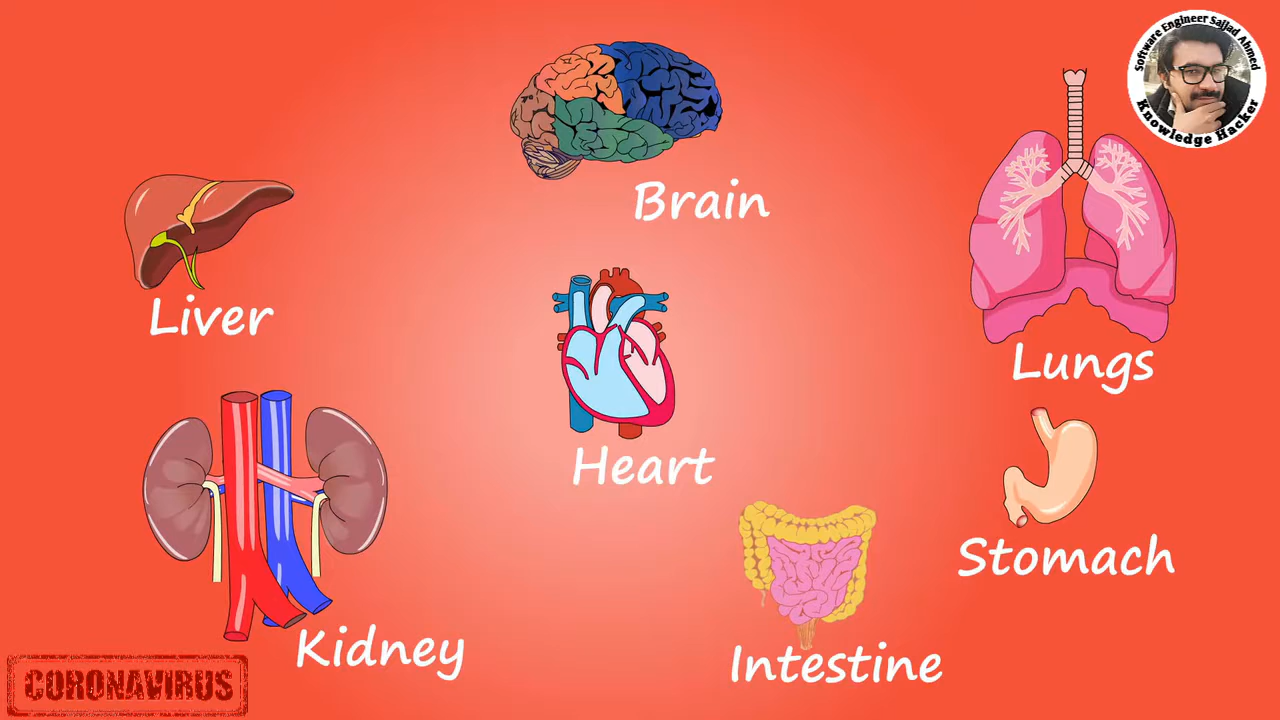 Software Engineer Sajjad Ahmed
Knowledge Hacker
Brain
Liver
Lungs
Heart
Stomach
Kidney
Intestine
CORONAVIRUS